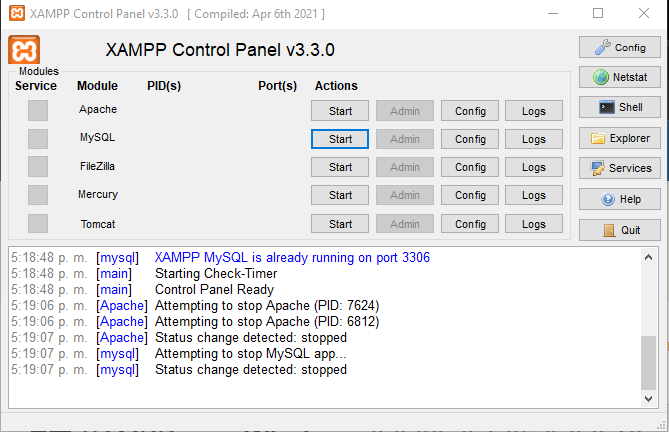 XAMPP Control Panel v3.3.0 [ Compiled: Apr 6th 2021 ]
XAMPP Control Panel v3.3.0
Config
Modules
Service Module PID(s) Port(s) Actions
Netstat
Apache Start Admin Config Logs
Shell
MySQL Start Admin Config Logs
Explorer
FileZilla Start Admin Config Logs
Services
Mercury Start Admin Config Logs
Help
Tomcat Start Admin Config Logs
Quit
5:18:48 p. m. [mysql] XAMPP MySQL is already running on port 3306
5:18:48 p. m. [main] Starting Check-Timer
5:18:48 p. m. [main] Control Panel Ready
5:19:06 p. m. [Apache] Attempting to stop Apache (PID: 7624)
5:19:06 p. m. [Apache] Attempting to stop Apache (PID: 6812)
5:19:07 p. m. [Apache] Status change detected: stopped
5:19:07 p. m. [mysql] Attempting to stop MySQL app...
5:19:07 p. m. [mysql] Status change detected: stopped